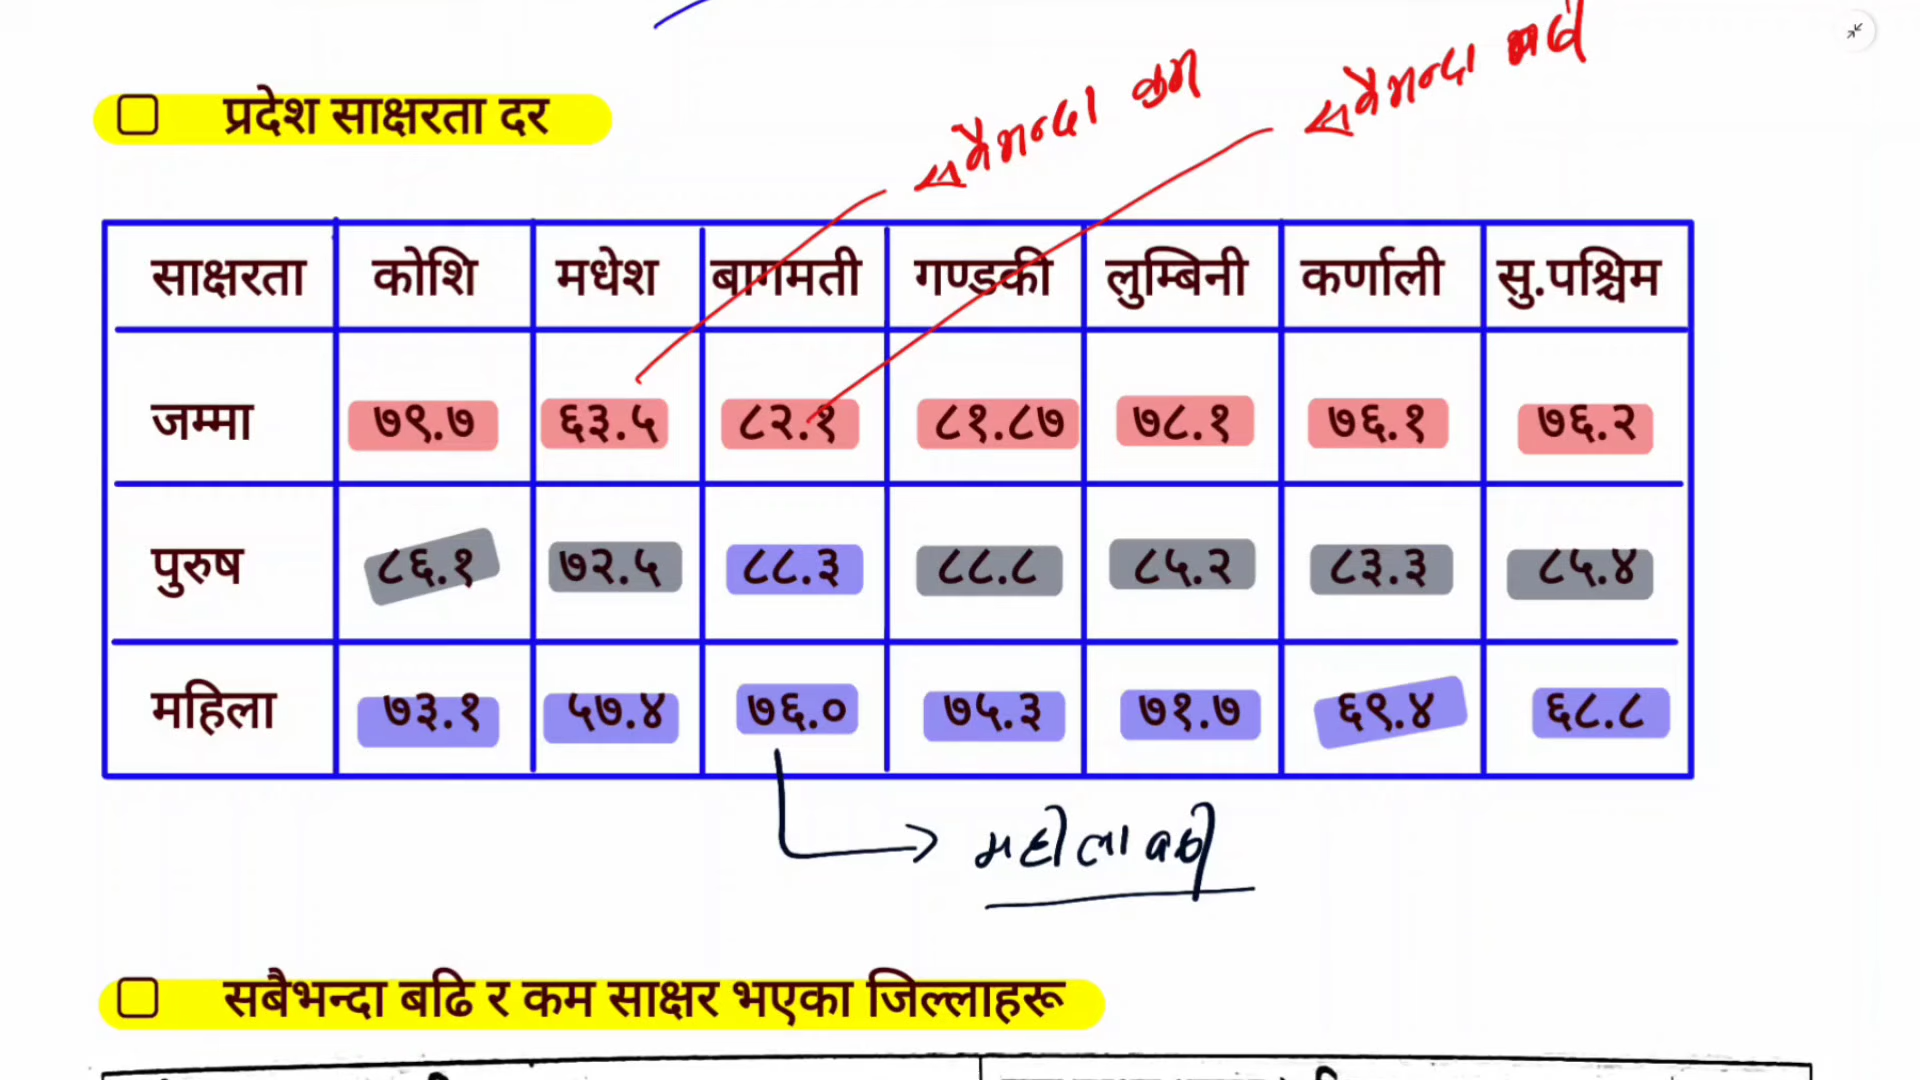 सबैभन्दा बढी
सबैभन्दा कम
प्रदेश साक्षरता दर
साक्षरता कोशि मधेश बागमती गण्डकी लुम्बिनी कर्णाली सु.पश्चिम
जम्मा ७९.७ ६३.५ ८२.१ ८१.८७ ७८.१ ७६.१ ७६.२
पुरुष ८६.१ ७२.५ ८८.३ ८८.८ ८५.२ ८३.३ ८५.४
महिला ७३.१ ५७.४ ७६.० ७५.३ ७१.७ ६९.४ ६८.८
महीला बढी
सबैभन्दा बढि र कम साक्षर भएका जिल्लाहरू